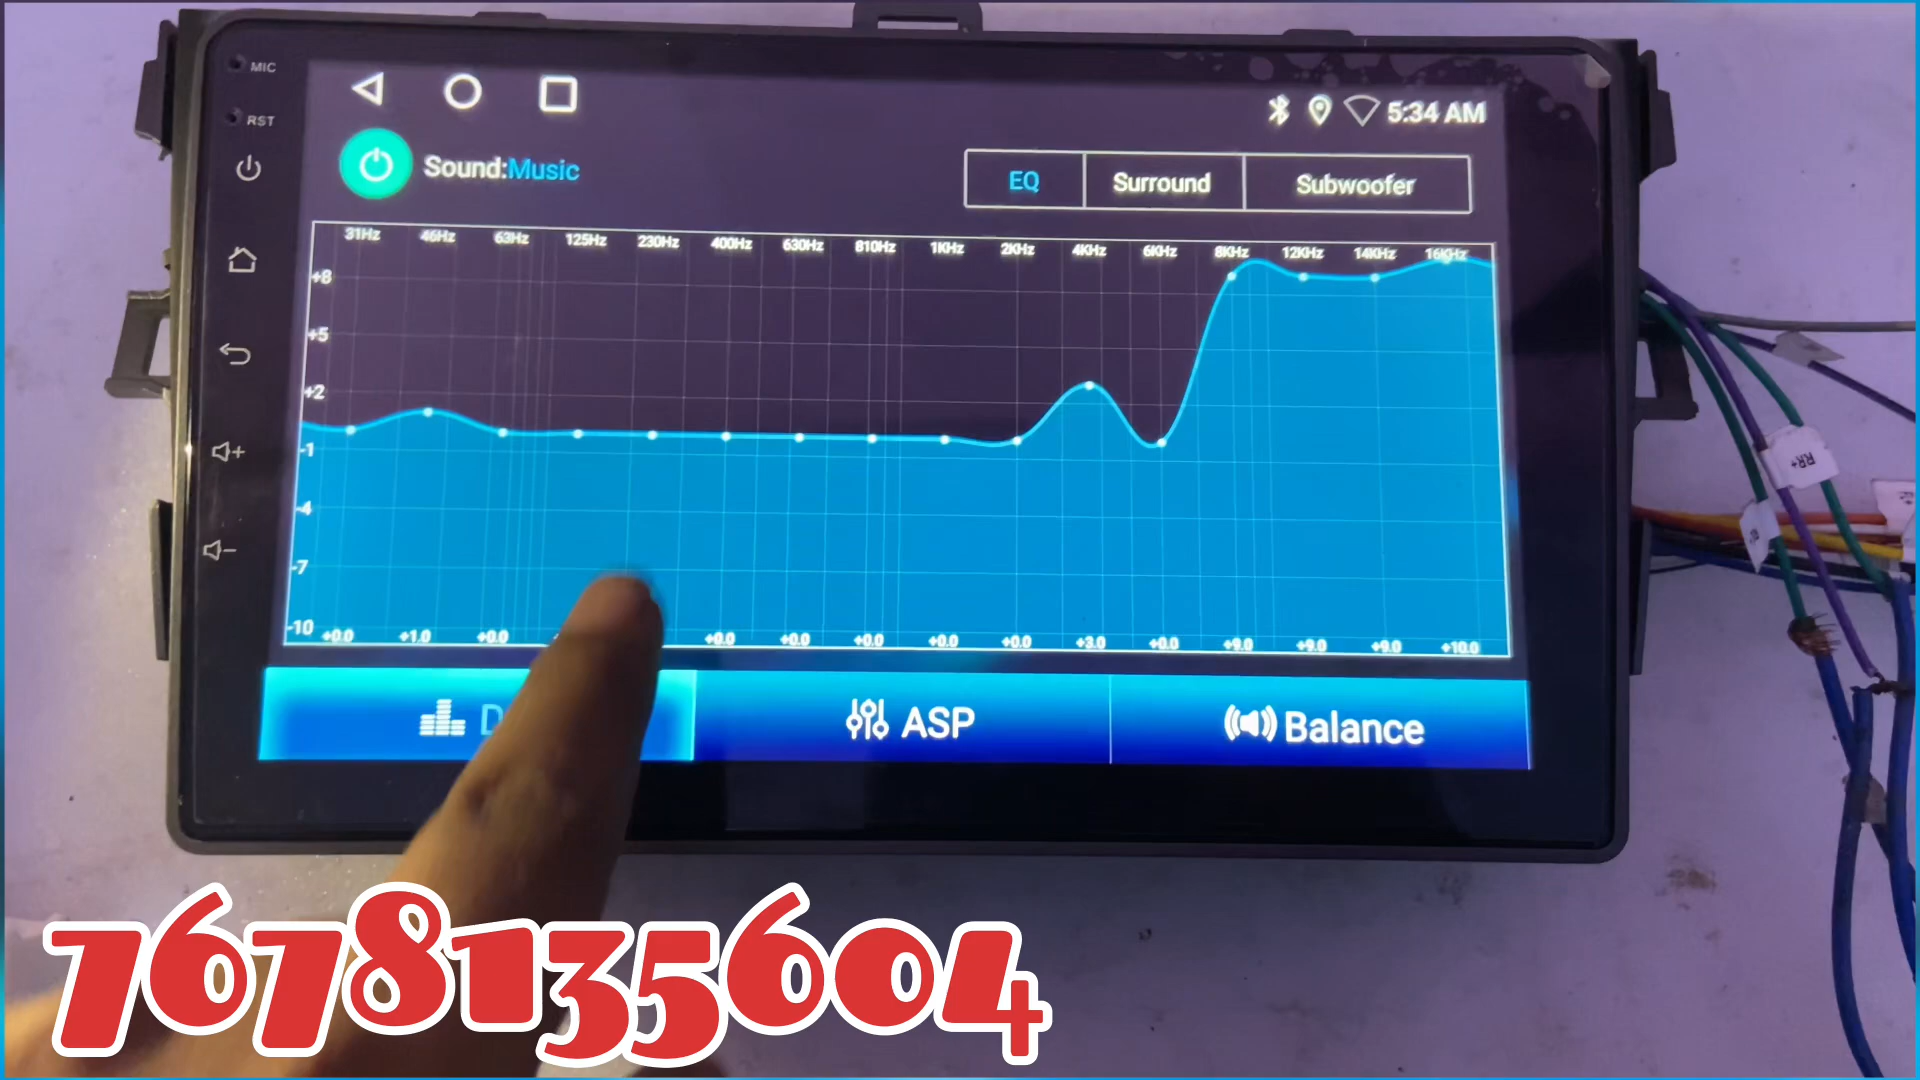 MIC
RST
5:34 AM
Sound:Music
EQ Surround Subwoofer
31Hz 46Hz 63Hz 125Hz 230Hz 400Hz 630Hz 810Hz 1KHz 2KHz 4KHz 6KHz 8KHz 12KHz 14KHz 16KHz
+8
+5
+2
-1
-4
-7
-10
+0.0 +1.0 +0.0 +0.0 +0.0 +0.0 +0.0 +0.0 +3.0 +0.0 +9.0 +9.0 +9.0 +10.0
ASP
Balance
RR+
7678135604